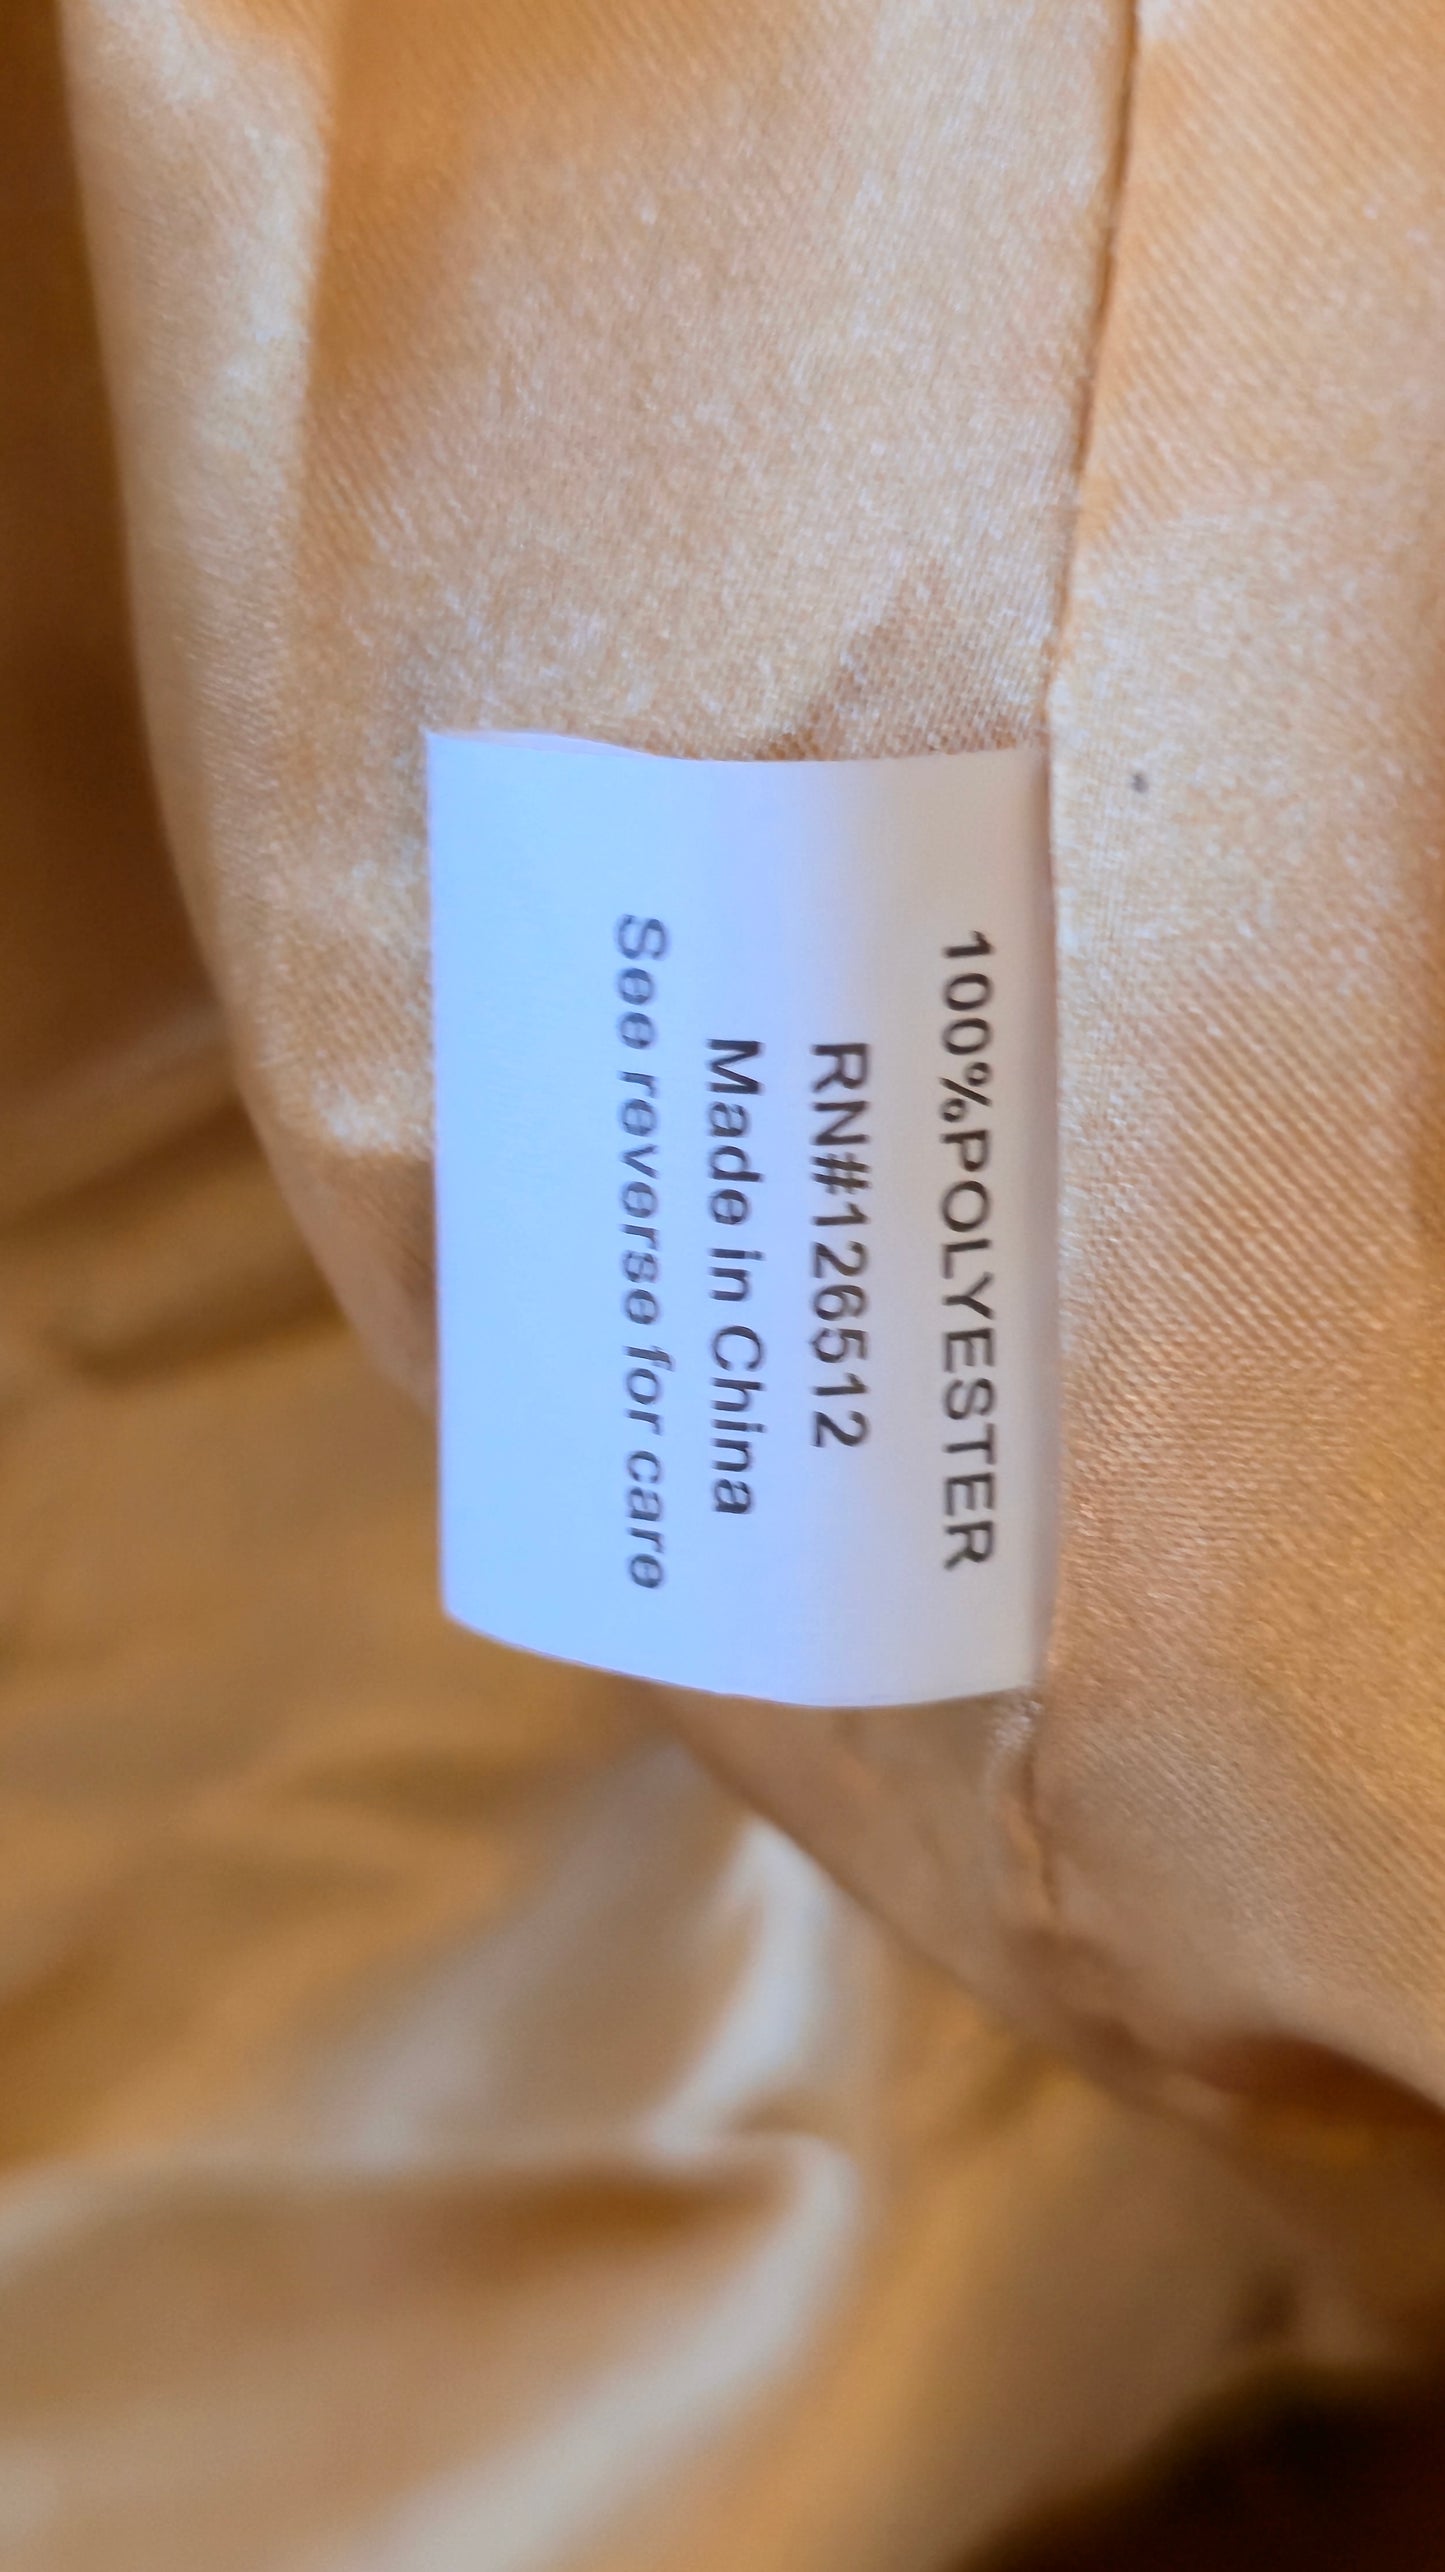 100%POLYESTER
RN#126512
Made in China
See reverse for care